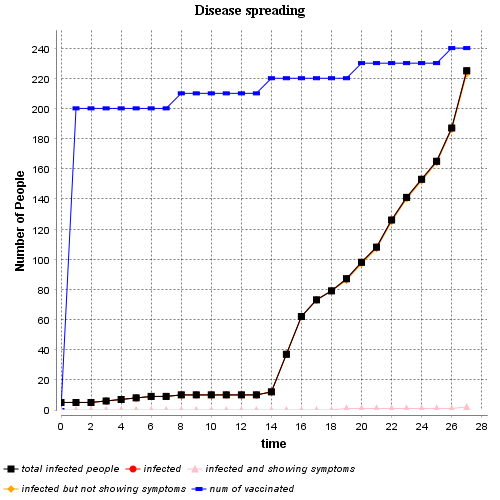 Disease spreading
Number of People
240
220
200
180
160
140
120
100
80
60
40
20
0
0 2 4 6 8 10 12 14 16 18 20 22 24 26 28
time
total infected people infected infected and showing symptoms
infected but not showing symptoms num of vaccinated